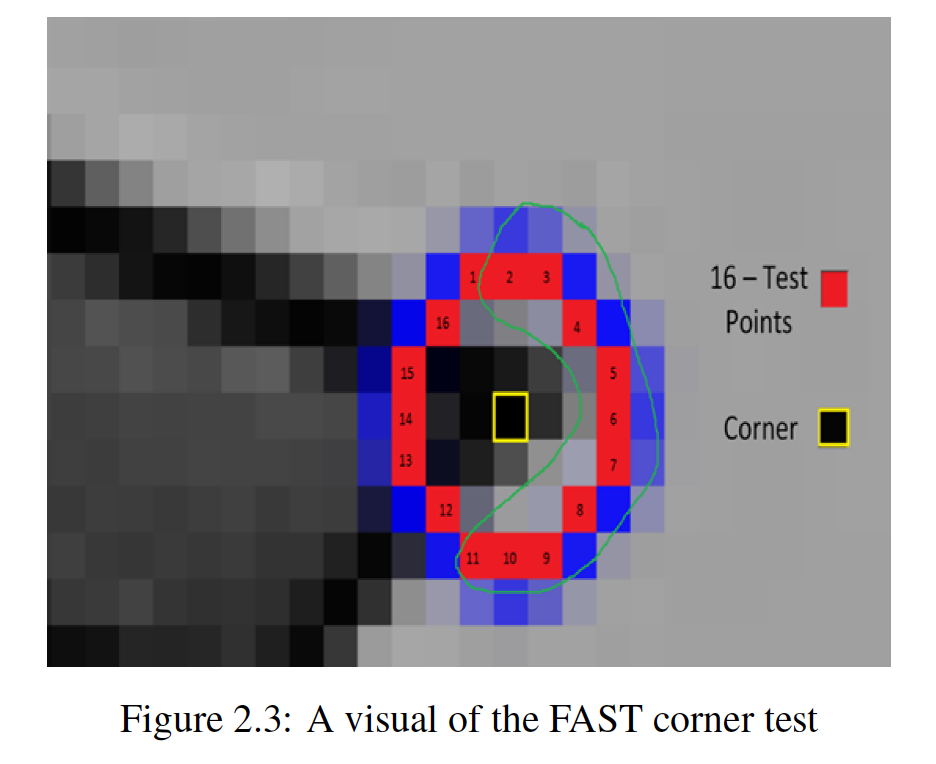 1 2 3
16 4
15 5
14 6
13 7
12 8
11 10 9
16 – Test
Points
Corner
Figure 2.3: A visual of the FAST corner test